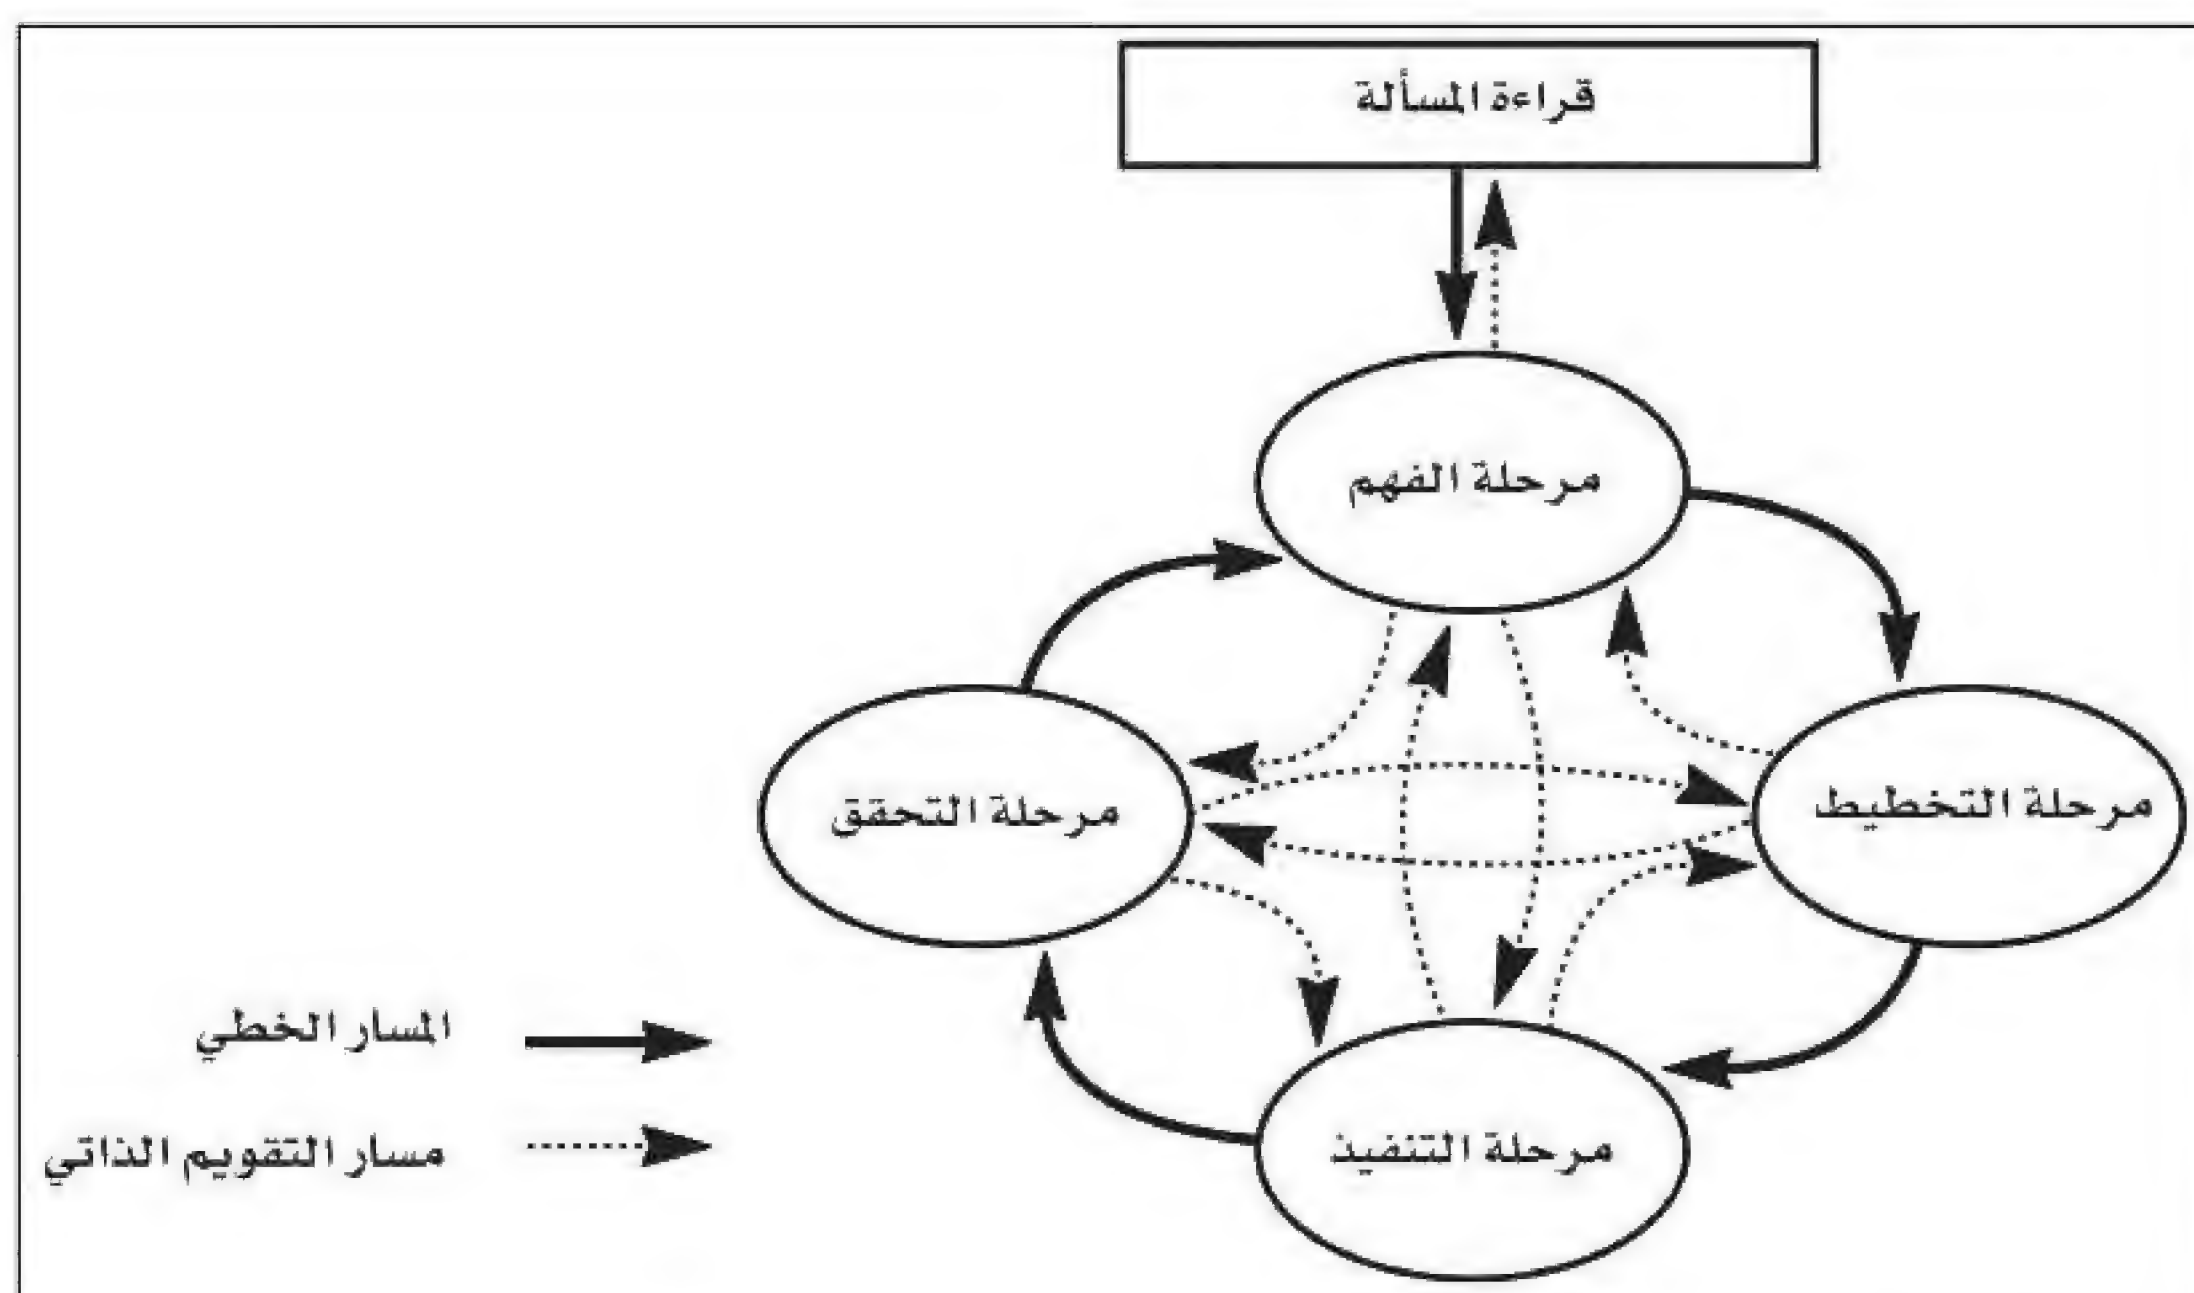 قراءة المسألة
مرحلة الفهم
مرحلة التخطيط
مرحلة التحقق
مرحلة التنفيذ
المسار الخطي
مسار التقويم الذاتي